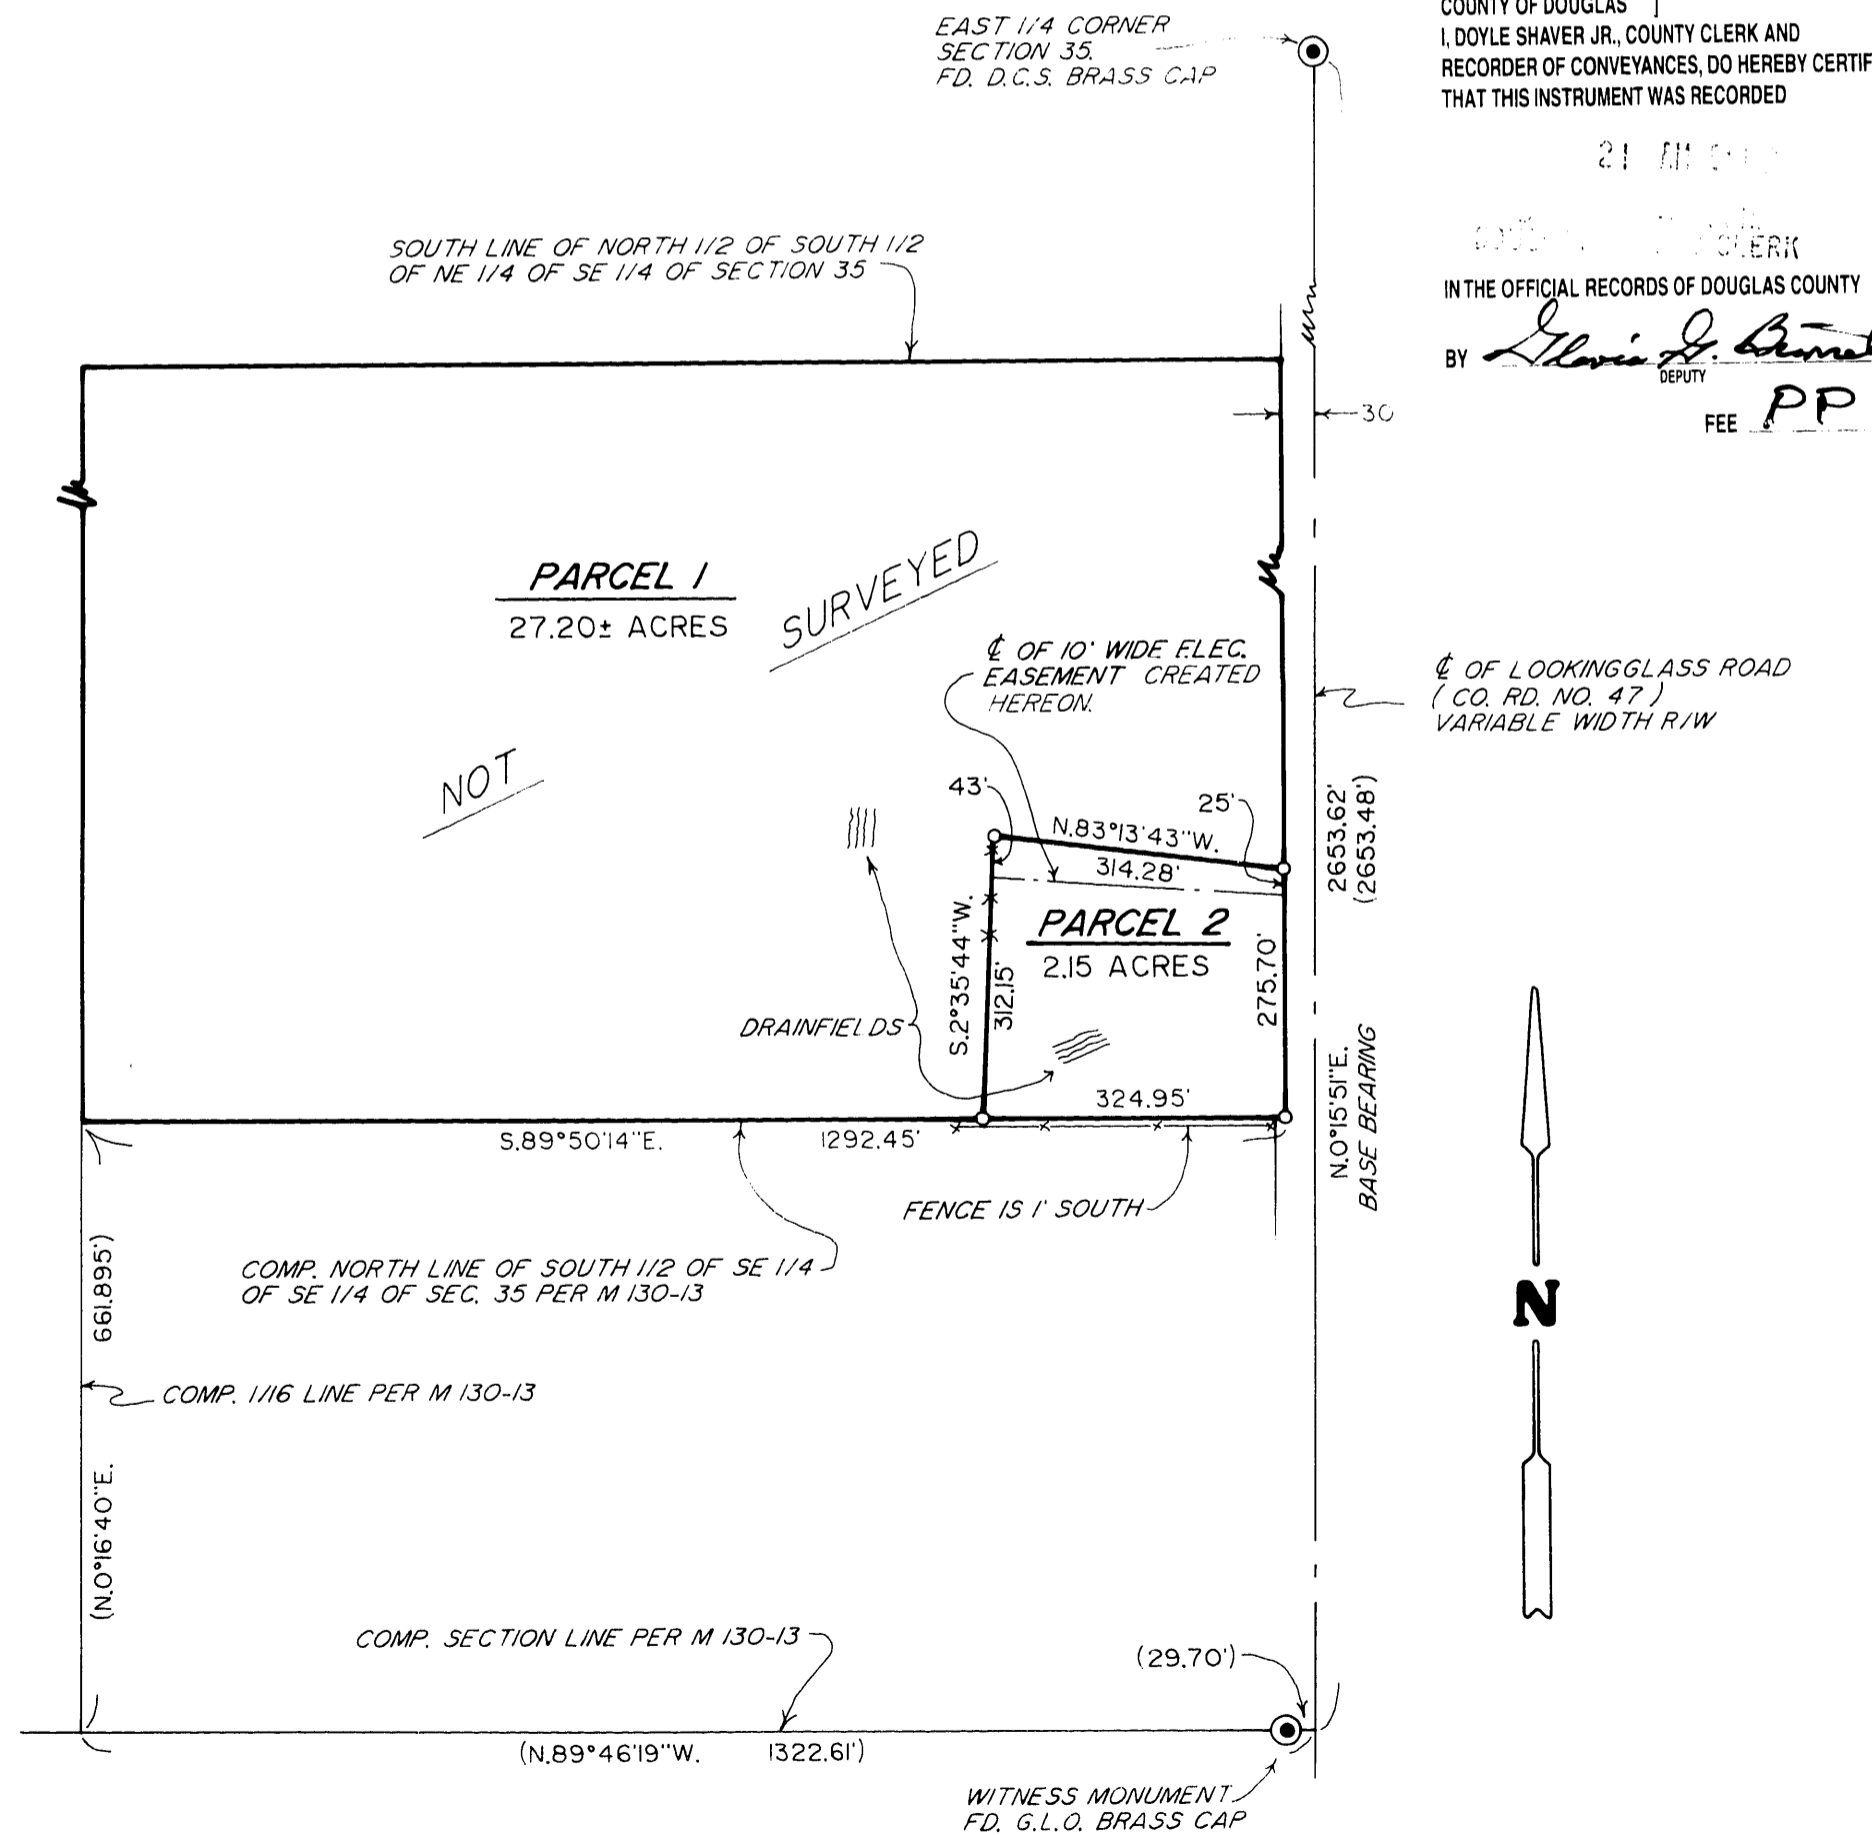 EAST 1/4 CORNER
SECTION 35.
FD. D.C.S. BRASS CAP
COUNTY OF DOUGLAS ]
I, DOYLE SHAVER JR., COUNTY CLERK AND
RECORDER OF CONVEYANCES, DO HEREBY CERTIF
THAT THIS INSTRUMENT WAS RECORDED
21
CLERK
IN THE OFFICIAL RECORDS OF DOUGLAS COUNTY
BY
DEPUTY
FEE PP
SOUTH LINE OF NORTH 1/2 OF SOUTH 1/2
OF NE 1/4 OF SE 1/4 OF SECTION 35
30
PARCEL 1
27.20± ACRES
NOT SURVEYED
℄ OF 10' WIDE ELEC.
EASEMENT CREATED
HEREON.
℄ OF LOOKINGGLASS ROAD
( CO. RD. NO. 47 )
VARIABLE WIDTH R/W
43'
25'
N.83°13'43"W.
314.28'
2653.62'
(2653.48')
PARCEL 2
2.15 ACRES
S.2°35'44"W.
312.15'
275.70'
DRAINFIELDS
324.95'
N.0°15'51"E.
BASE BEARING
S.89°50'14"E. 1292.45'
FENCE IS 1' SOUTH
COMP. NORTH LINE OF SOUTH 1/2 OF SE 1/4
OF SE 1/4 OF SEC. 35 PER M 130-13
N
(N.0°16'40"E. 661.895')
COMP. 1/16 LINE PER M 130-13
COMP. SECTION LINE PER M 130-13
(29.70')
(N.89°46'19"W. 1322.61')
WITNESS MONUMENT
FD. G.L.O. BRASS CAP